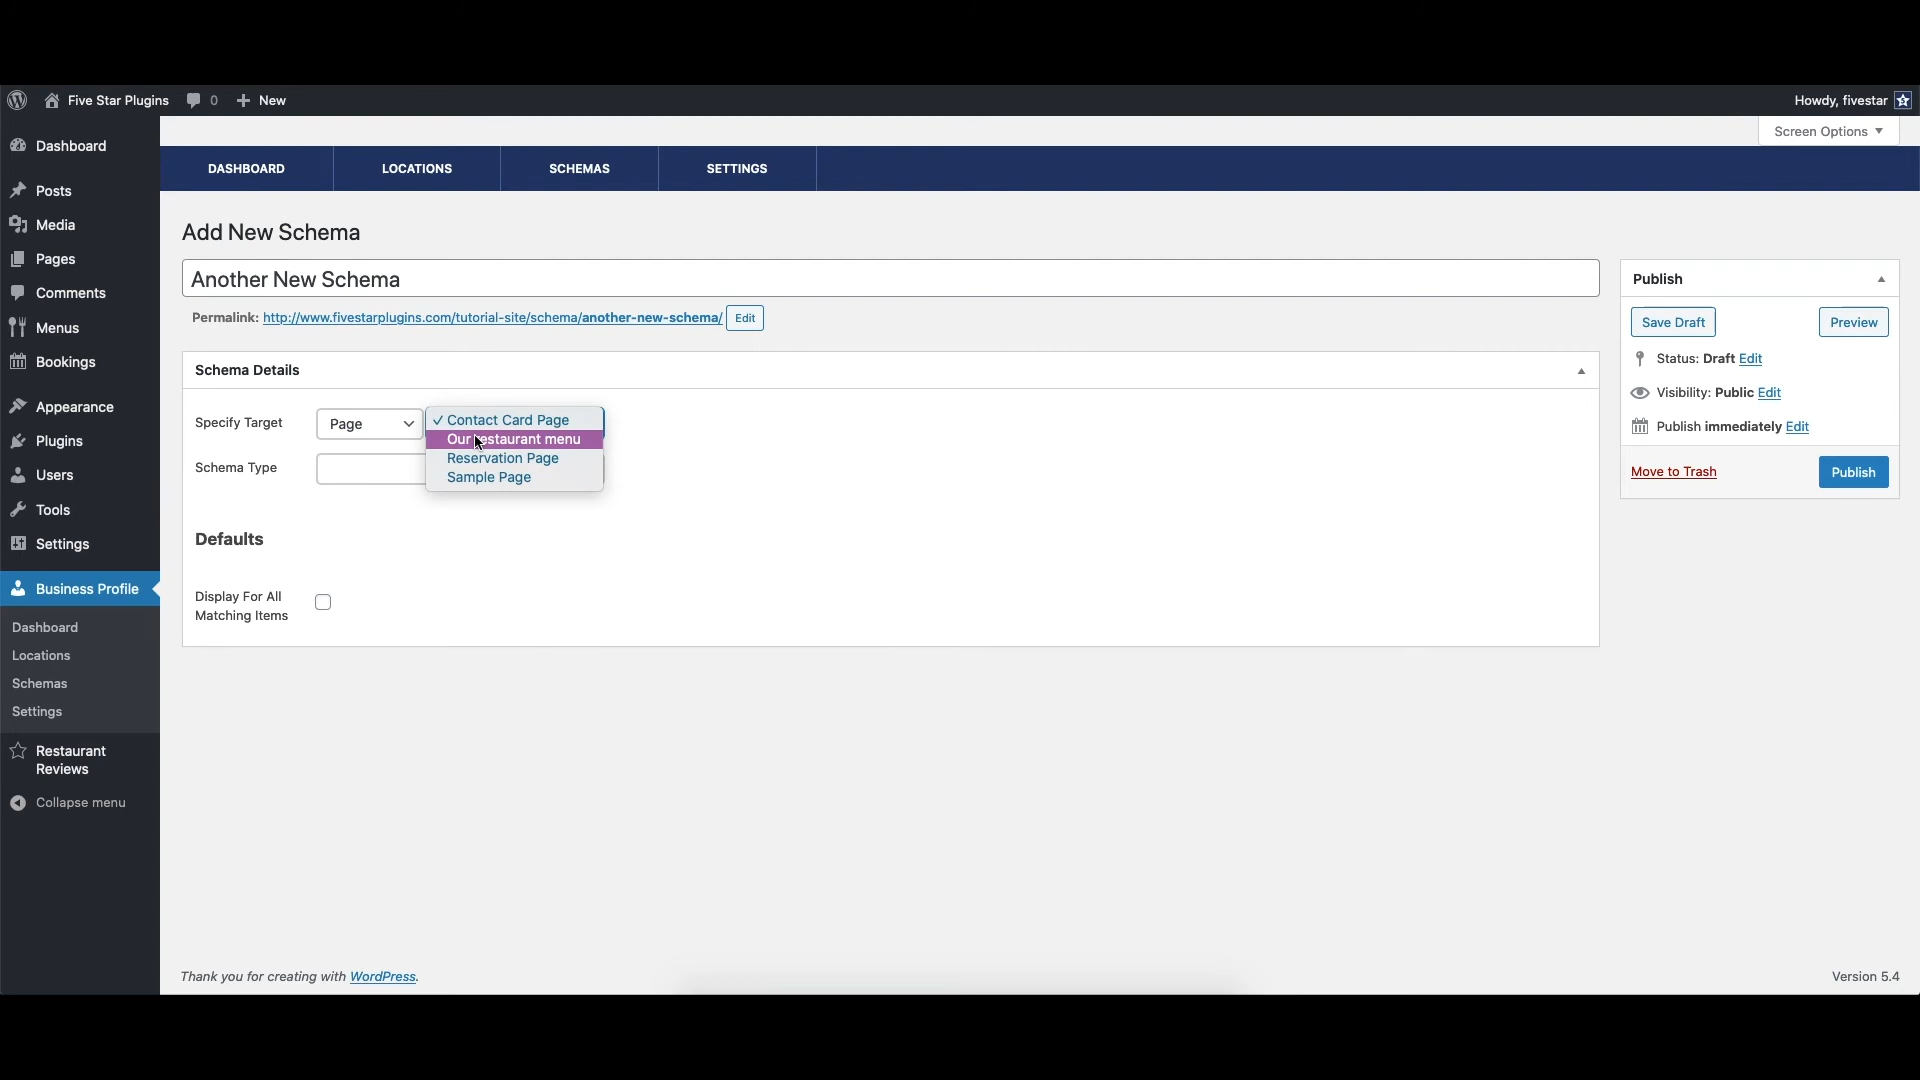 Five Star Plugins 0 New
Howdy, fivestar
Screen Options
Dashboard
Posts
Media
Pages
Comments
Menus
Bookings
Appearance
Plugins
Users
Tools
Settings
Business Profile
Dashboard
Locations
Schemas
Settings
Restaurant
Reviews
Collapse menu
DASHBOARD LOCATIONS SCHEMAS SETTINGS
Add New Schema
Another New Schema
Permalink: http://www.fivestarplugins.com/tutorial-site/schema/another-new-schema/ Edit
Schema Details
Specify Target Page
✓ Contact Card Page
Our restaurant menu
Reservation Page
Sample Page
Schema Type
Defaults
Display For All
Matching Items
Publish
Save Draft Preview
Status: Draft Edit
Visibility: Public Edit
Publish immediately Edit
Move to Trash Publish
Thank you for creating with WordPress.
Version 5.4